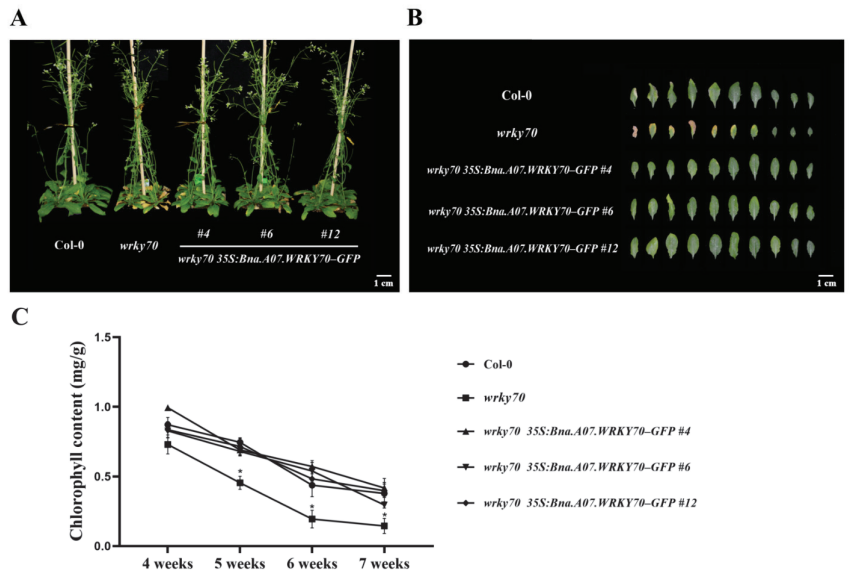 A
Col-0
wrky70
#4
#6
#12
wrky70 35S:Bna.A07.WRKY70–GFP
1 cm
B
Col-0
wrky70
wrky70 35S:Bna.A07.WRKY70–GFP #4
wrky70 35S:Bna.A07.WRKY70–GFP #6
wrky70 35S:Bna.A07.WRKY70–GFP #12
1 cm
C
Chlorophyll content (mg/g)
1.5
1.0
0.5
0.0
*
*
*
4 weeks 5 weeks 6 weeks 7 weeks
Col-0
wrky70
wrky70 35S:Bna.A07.WRKY70–GFP #4
wrky70 35S:Bna.A07.WRKY70–GFP #6
wrky70 35S:Bna.A07.WRKY70–GFP #12